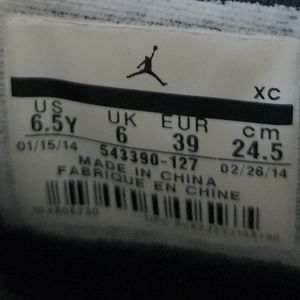 XC
US UK EUR cm
6.5Y 6 39 24.5
01/15/14 543390-127 02/26/14
MADE IN CHINA
FABRIQUE EN CHINE